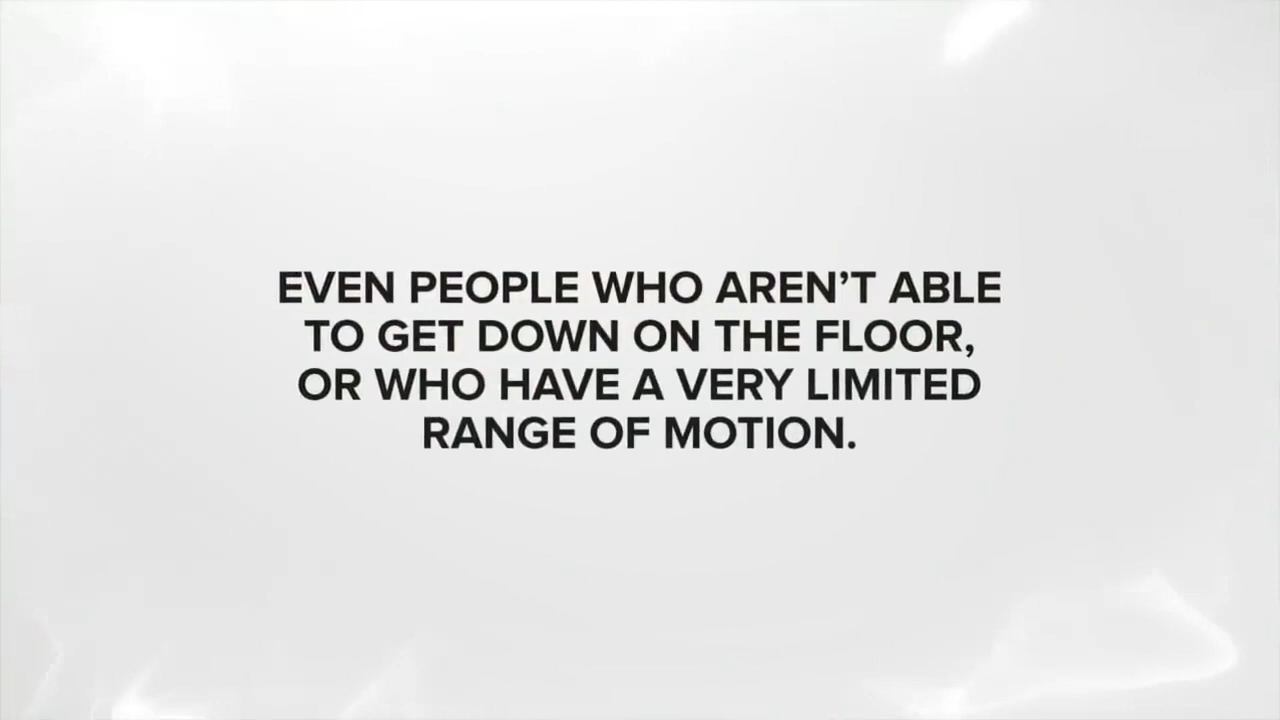 EVEN PEOPLE WHO AREN’T ABLE
TO GET DOWN ON THE FLOOR,
OR WHO HAVE A VERY LIMITED
RANGE OF MOTION.